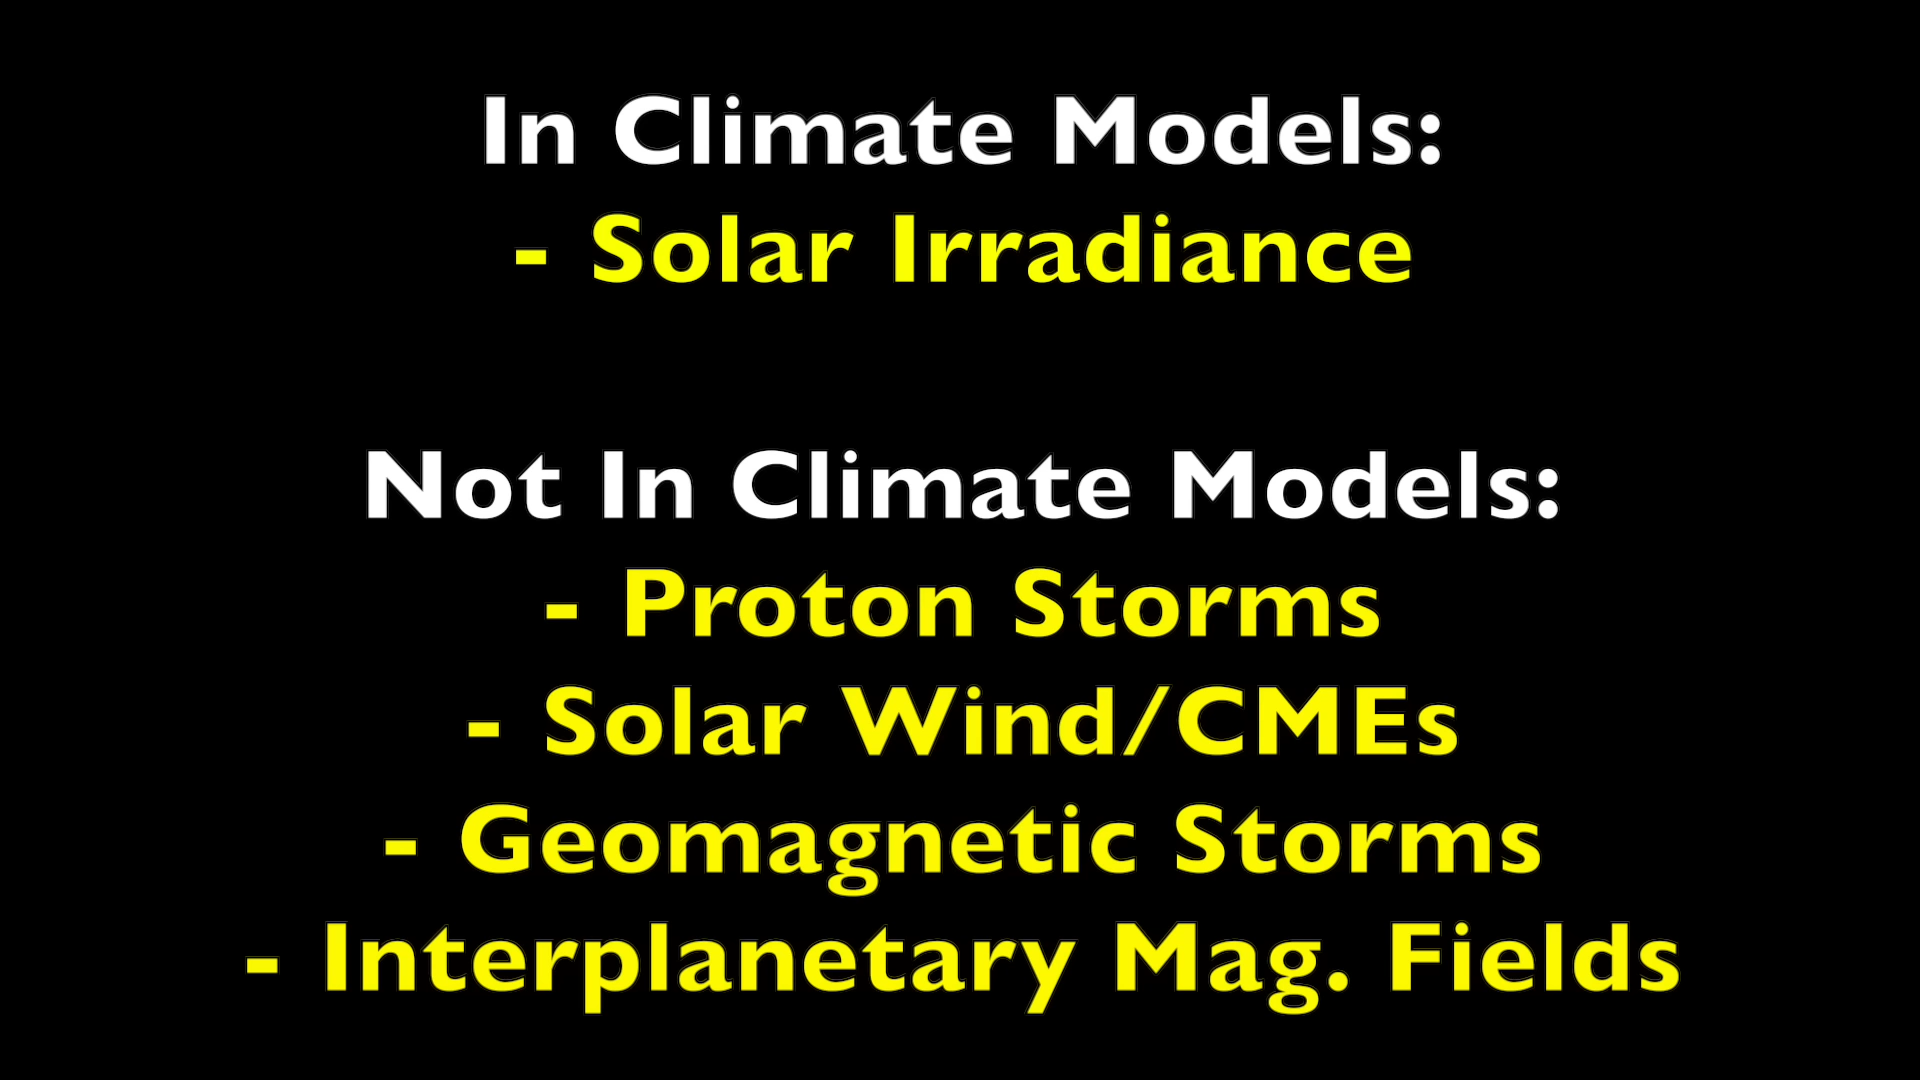 In Climate Models:
- Solar Irradiance
Not In Climate Models:
- Proton Storms
- Solar Wind/CMEs
- Geomagnetic Storms
- Interplanetary Mag. Fields